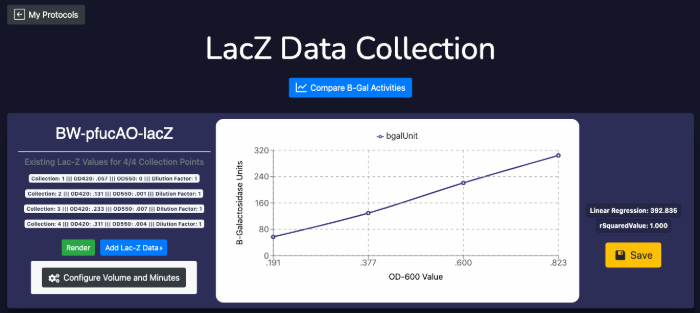 My Protocols
LacZ Data Collection
Compare B-Gal Activities
BW-pfucAO-lacZ
Existing Lac-Z Values for 4/4 Collection Points
Collection: 1 ||| OD420: .057 ||| OD550: 0 ||| Dilution Factor: 1
Collection: 2 ||| OD420: .131 ||| OD550: .001 ||| Dilution Factor: 1
Collection: 3 ||| OD420: .233 ||| OD550: .007 ||| Dilution Factor: 1
Collection: 4 ||| OD420: .311 ||| OD550: .004 ||| Dilution Factor: 1
Render
Add Lac-Z Data
Configure Volume and Minutes
bgalUnit
B-Galactosidase Units
320
240
160
80
0
.191
.377
.600
.823
OD-600 Value
Linear Regression: 392.835
rSquaredValue: 1.000
Save